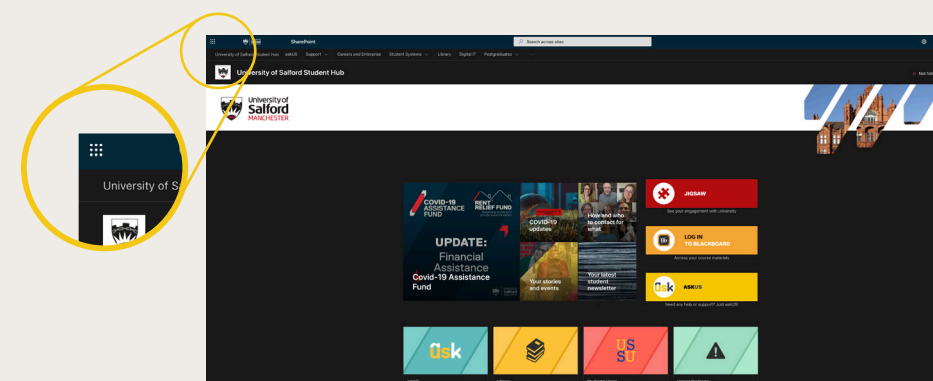 SharePoint
Search across sites
University of Salford Student Hub askUS Support Careers and Enterprise Student Systems Library Digital IT Postgraduates
University of Salford Student Hub
Not fol
University of
Salford
MANCHESTER
University of S
COVID-19
ASSISTANCE
FUND
RENT
RELIEF FUND
UPDATE:
Financial
Assistance
Covid-19 Assistance
Fund
COVID-19
updates
How and who
to contact for
what
Your stories
and events
Your latest
student
newsletter
JIGSAW
See your engagement with university
Bb
LOG IN
TO BLACKBOARD
Access your course materials
ask
ASKUS
Need any help or support? Just askUS!
ask
US
SU